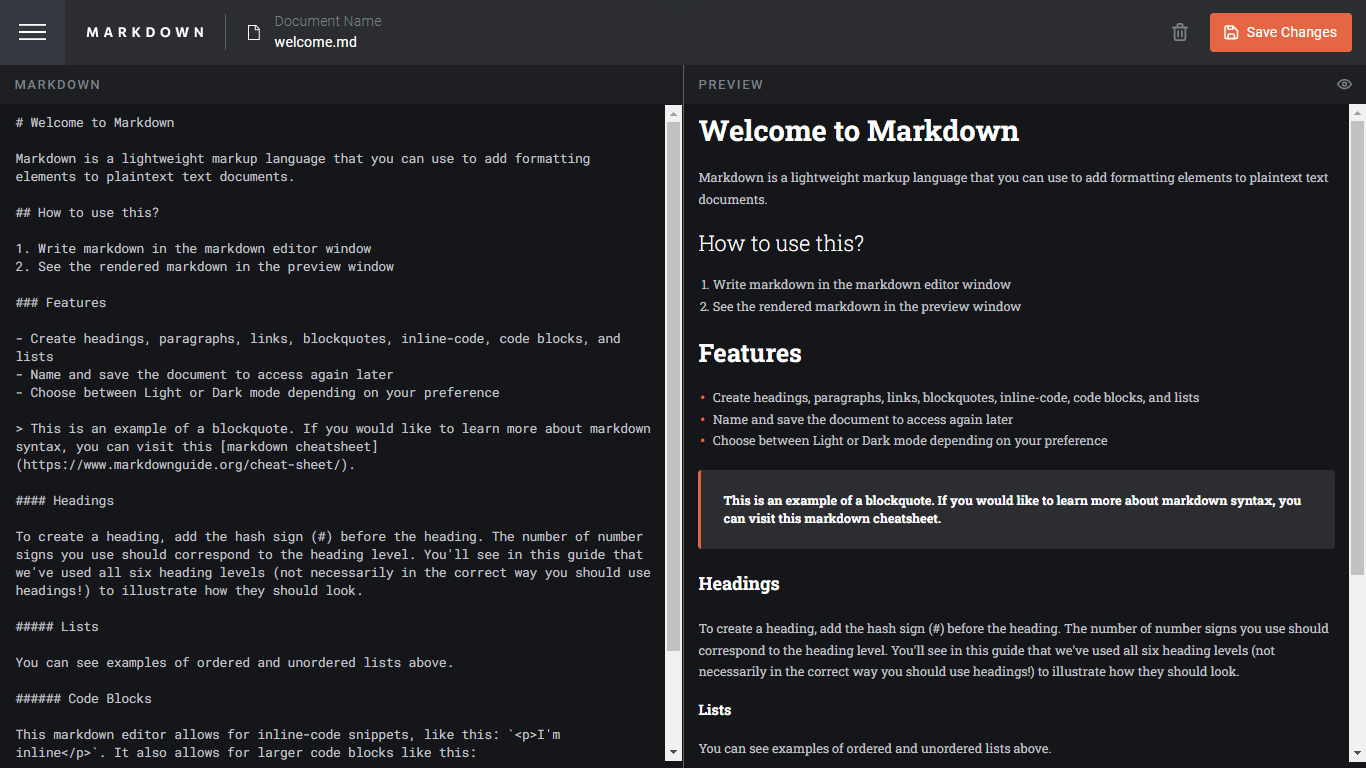 MARKDOWN
Document Name
welcome.md
Save Changes
MARKDOWN
# Welcome to Markdown
Markdown is a lightweight markup language that you can use to add formatting
elements to plaintext text documents.
## How to use this?
1. Write markdown in the markdown editor window
2. See the rendered markdown in the preview window
### Features
- Create headings, paragraphs, links, blockquotes, inline-code, code blocks, and
lists
- Name and save the document to access again later
- Choose between Light or Dark mode depending on your preference
> This is an example of a blockquote. If you would like to learn more about markdown
syntax, you can visit this [markdown cheatsheet]
(https://www.markdownguide.org/cheat-sheet/).
#### Headings
To create a heading, add the hash sign (#) before the heading. The number of number
signs you use should correspond to the heading level. You'll see in this guide that
we've used all six heading levels (not necessarily in the correct way you should use
headings!) to illustrate how they should look.
##### Lists
You can see examples of ordered and unordered lists above.
###### Code Blocks
This markdown editor allows for inline-code snippets, like this: `<p>I'm
inline</p>`. It also allows for larger code blocks like this:
PREVIEW
Welcome to Markdown
Markdown is a lightweight markup language that you can use to add formatting elements to plaintext text
documents.
How to use this?
1. Write markdown in the markdown editor window
2. See the rendered markdown in the preview window
Features
• Create headings, paragraphs, links, blockquotes, inline-code, code blocks, and lists
• Name and save the document to access again later
• Choose between Light or Dark mode depending on your preference
This is an example of a blockquote. If you would like to learn more about markdown syntax, you
can visit this markdown cheatsheet.
Headings
To create a heading, add the hash sign (#) before the heading. The number of number signs you use should
correspond to the heading level. You'll see in this guide that we've used all six heading levels (not
necessarily in the correct way you should use headings!) to illustrate how they should look.
Lists
You can see examples of ordered and unordered lists above.